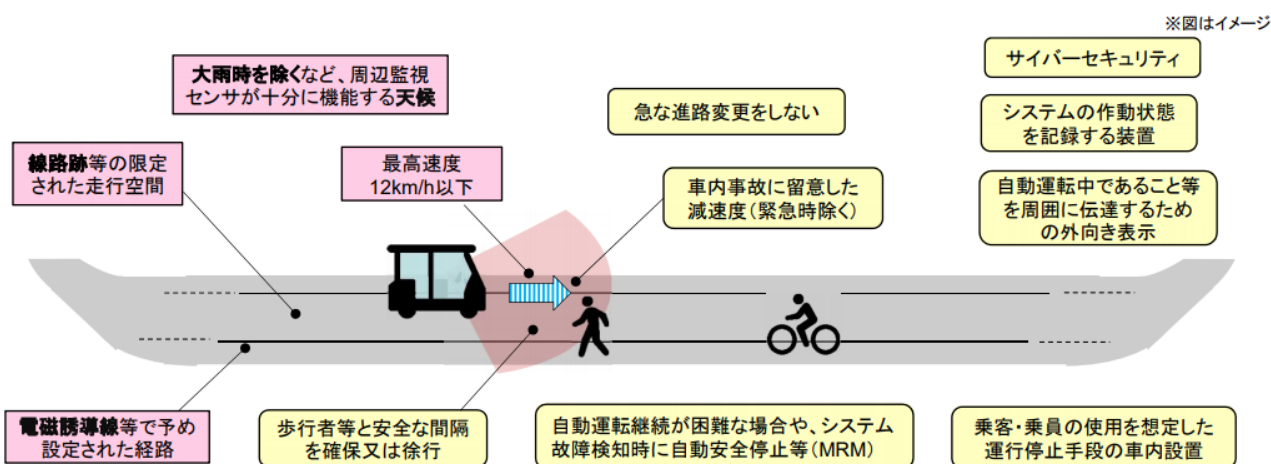 ※図はイメージ
大雨時を除くなど、周辺監視
センサが十分に機能する天候
急な進路変更をしない
サイバーセキュリティ
システムの作動状態
を記録する装置
線路跡等の限定
された走行空間
最高速度
12km/h以下
車内事故に留意した
減速度(緊急時除く)
自動運転中であること等
を周囲に伝達するため
の外向き表示
電磁誘導線等で予め
設定された経路
歩行者等と安全な間隔
を確保又は徐行
自動運転継続が困難な場合や、システム
故障検知時に自動安全停止等(MRM)
乗客・乗員の使用を想定した
運行停止手段の車内設置